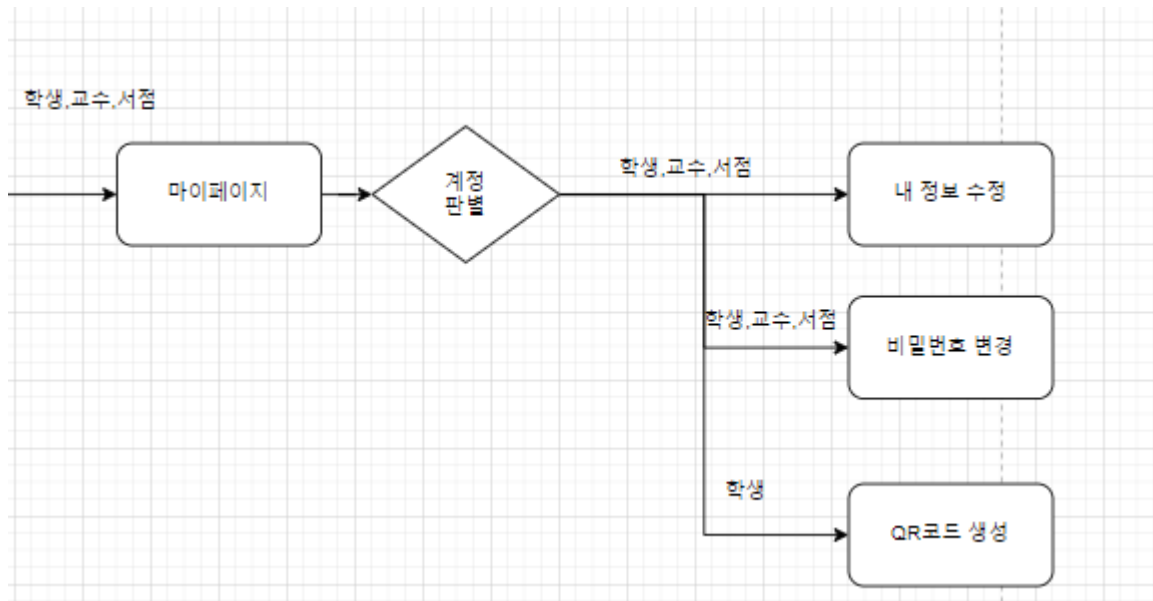 학생,교수,서점
마이페이지
계정
판별
학생,교수,서점
내 정보 수정
학생,교수,서점
비밀번호 변경
학생
QR코드 생성